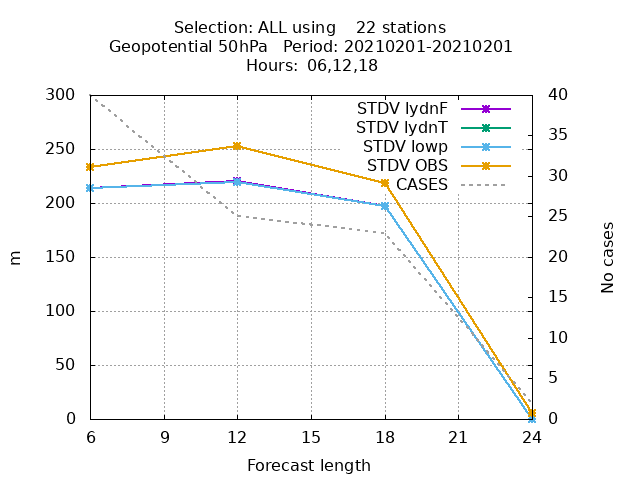 Selection: ALL using    22 stations
Geopotential 50hPa   Period: 20210201-20210201
Hours:  06,12,18
STDV lydnF
STDV lydnT
STDV lowp
STDV OBS
CASES
300
250
200
150
100
50
0
m
40
35
30
25
20
15
10
5
0
No cases
6 9 12 15 18 21 24
Forecast length